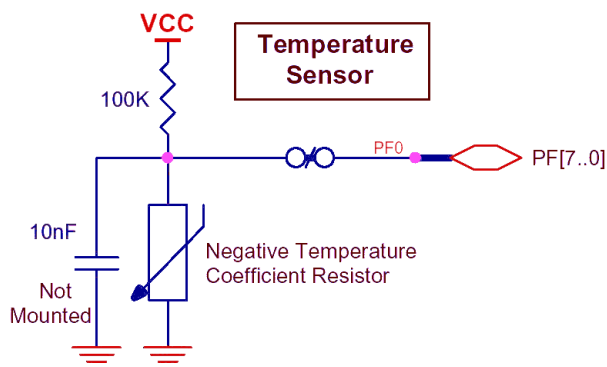 VCC
Temperature
Sensor
100K
PF0
PF[7..0]
10nF
Negative Temperature
Coefficient Resistor
Not
Mounted